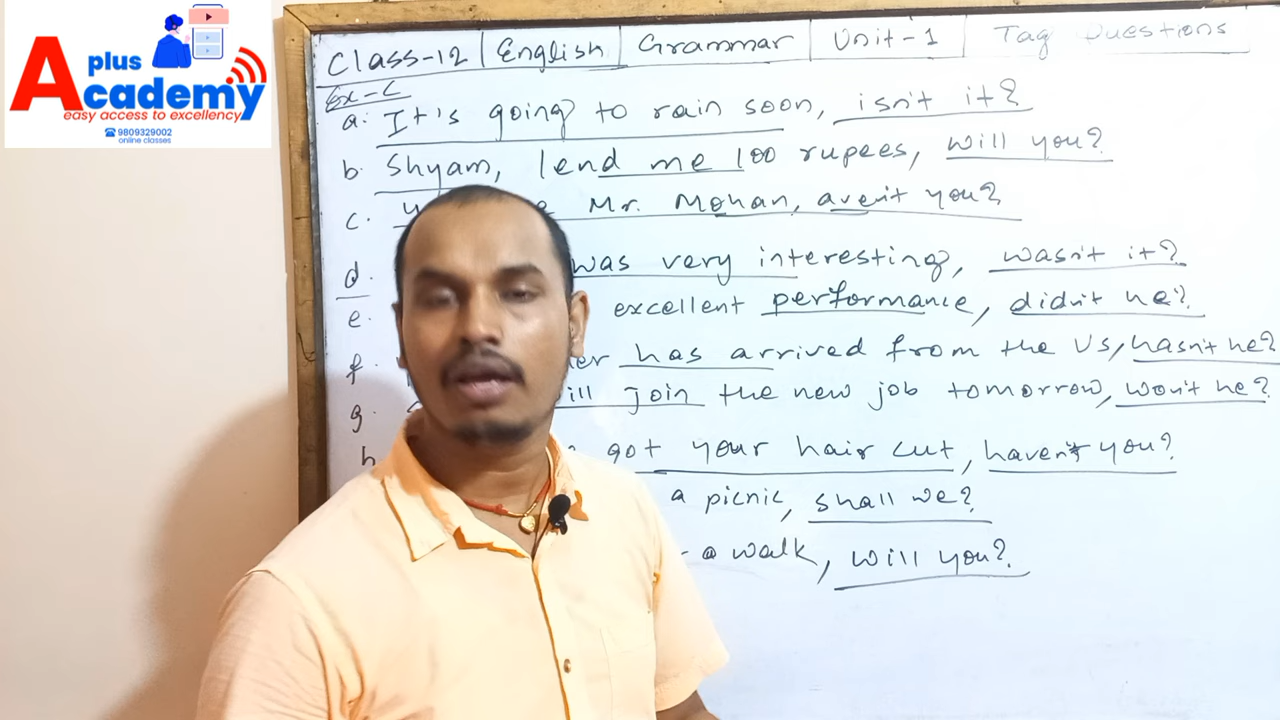 A plus Academy
easy access to excellency
9809329002
online classes
Class-12 | English | Grammar | Unit-1 | Tag Questions
Ex-C
a. It's going to rain soon, isn't it?
b. Shyam, lend me 100 rupees, will you?
c. Mr. Mohan, aren't you?
d. was very interesting, wasn't it?
e. excellent performance, didn't he?
f. has arrived from the US, hasn't he?
g. will join the new job tomorrow, won't he?
h got your hair cut, haven't you?
a picnic, shall we?
a walk, will you?